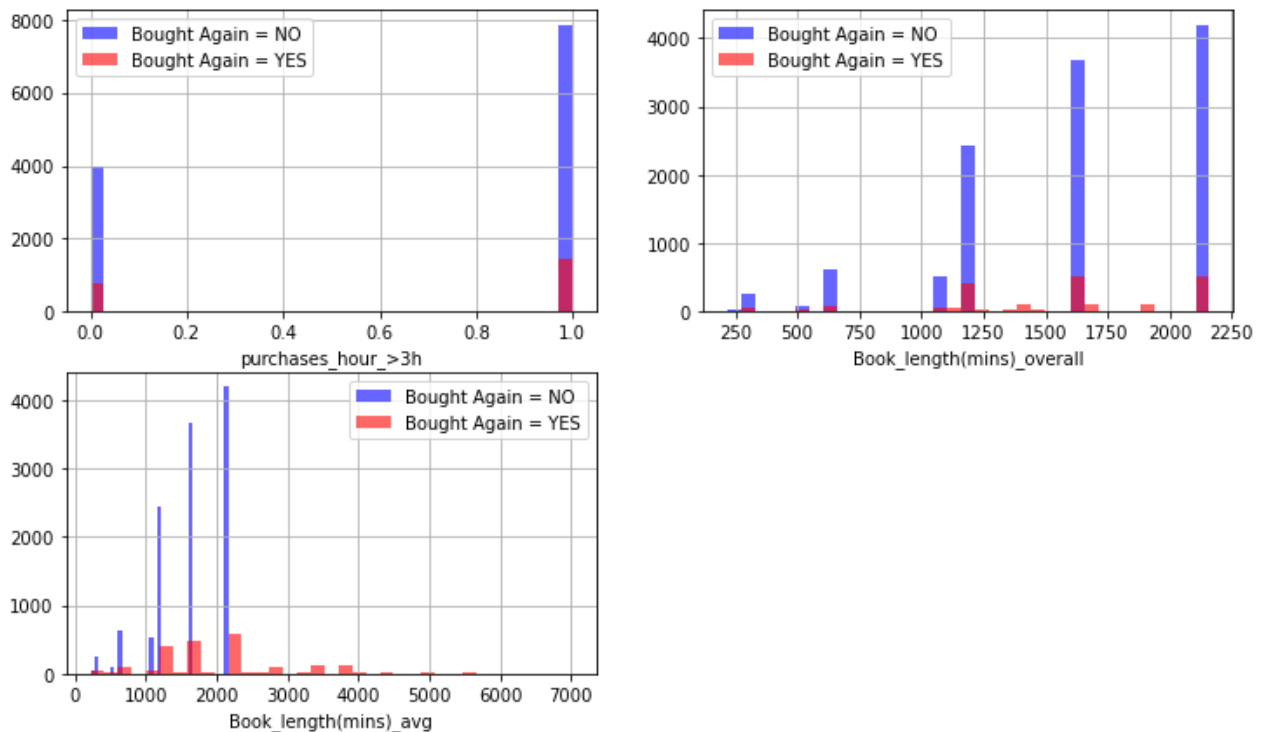 8000
6000
4000
2000
0
Bought Again = NO
Bought Again = YES
0.0 0.2 0.4 0.6 0.8 1.0
purchases_hour_>3h
4000
3000
2000
1000
0
Bought Again = NO
Bought Again = YES
250 500 750 1000 1250 1500 1750 2000 2250
Book_length(mins)_overall
4000
3000
2000
1000
0
Bought Again = NO
Bought Again = YES
0 1000 2000 3000 4000 5000 6000 7000
Book_length(mins)_avg